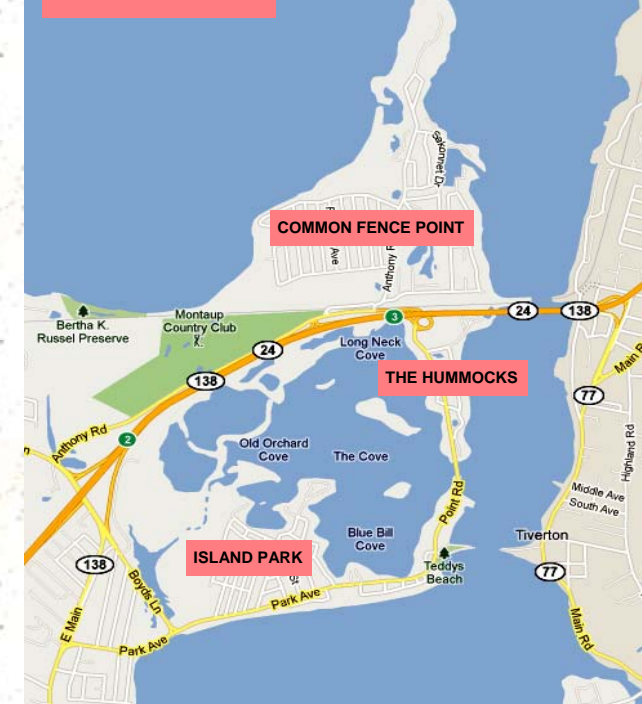 Sakonnet Dr
COMMON FENCE POINT
Ave
Anthony R
Bertha K.
Russel Preserve
Montaup
Country Club
3
24
138
Long Neck
Cove
24
138
Main R
THE HUMMOCKS
77
Anthony Rd
2
Highland Rd
Old Orchard
Cove
The Cove
Point Rd
Middle Ave
South Ave
Blue Bill
Cove
Tiverton
ISLAND PARK
138
Teddys
Beach
77
Boyds Ln
Park Ave
E Main
Park Ave
Main Rd